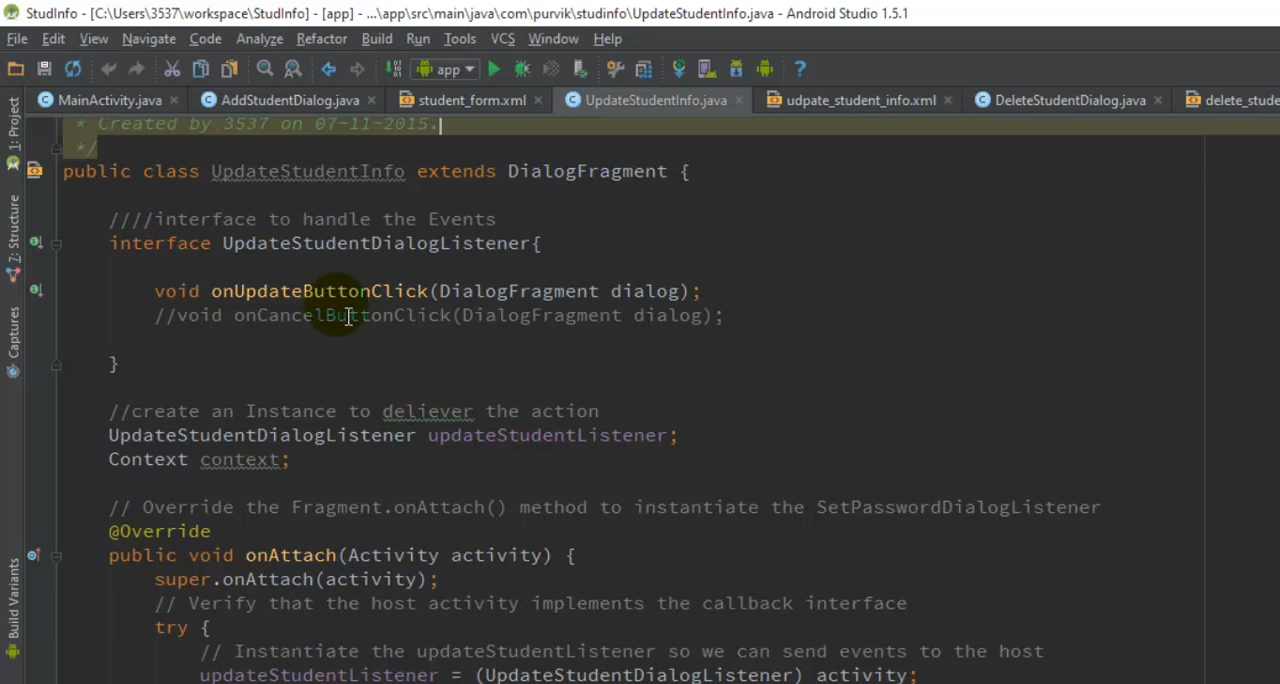 StudInfo - [C:\Users\3537\workspace\StudInfo] - [app] - ...\app\src\main\java\com\purvik\studinfo\UpdateStudentInfo.java - Android Studio 1.5.1
File Edit View Navigate Code Analyze Refactor Build Run Tools VCS Window Help
app
MainActivity.java AddStudentDialog.java student_form.xml UpdateStudentInfo.java udpate_student_info.xml DeleteStudentDialog.java delete_stude
1: Project
7: Structure
Captures
Build Variants
* Created by 3537 on 07-11-2015.
*/
public class UpdateStudentInfo extends DialogFragment {
////interface to handle the Events
interface UpdateStudentDialogListener{
void onUpdateButtonClick(DialogFragment dialog);
//void onCancelButtonClick(DialogFragment dialog);
}
//create an Instance to deliever the action
UpdateStudentDialogListener updateStudentListener;
Context context;
// Override the Fragment.onAttach() method to instantiate the SetPasswordDialogListener
@Override
public void onAttach(Activity activity) {
super.onAttach(activity);
// Verify that the host activity implements the callback interface
try {
// Instantiate the updateStudentListener so we can send events to the host
updateStudentListener = (UpdateStudentDialogListener) activity;